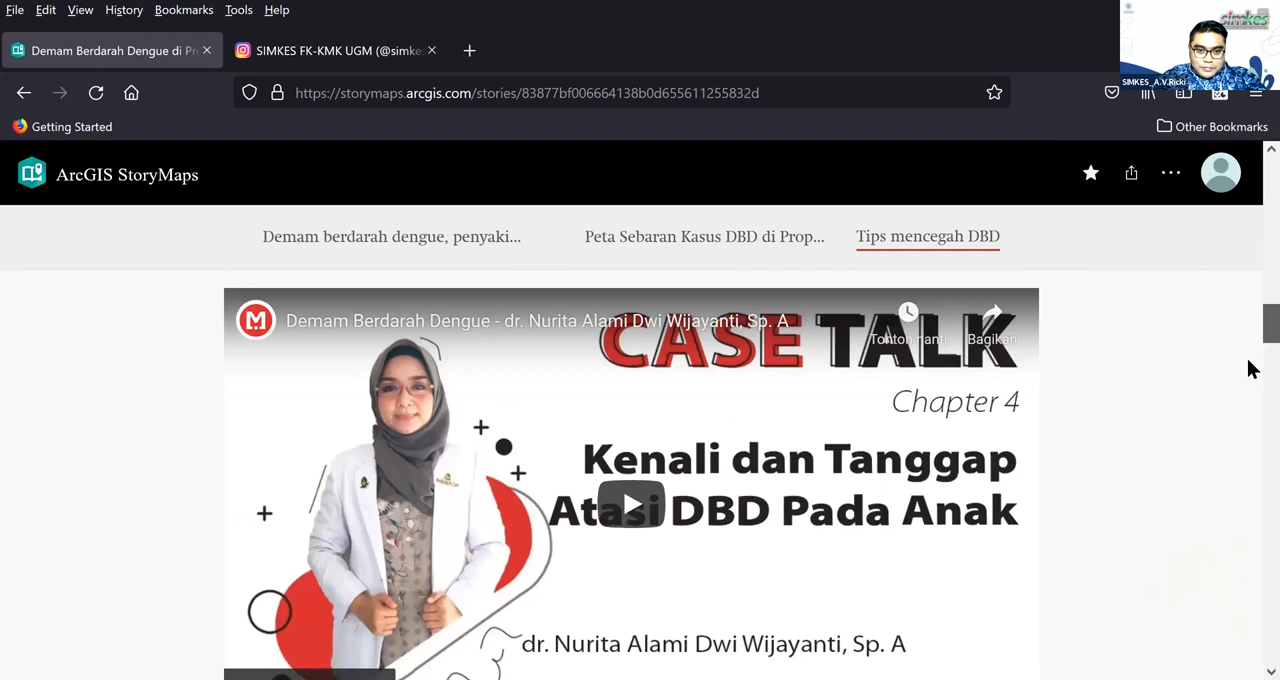 File Edit View History Bookmarks Tools Help
simkes
Demam Berdarah Dengue di Pr
SIMKES FK-KMK UGM (@simke
SIMKES_A.V.Ricki
https://storymaps.arcgis.com/stories/83877bf006664138b0d655611255832d
Getting Started
Other Bookmarks
ArcGIS StoryMaps
Demam berdarah dengue, penyaki...
Peta Sebaran Kasus DBD di Prop...
Tips mencegah DBD
Demam Berdarah Dengue - dr. Nurita Alami Dwi Wijayanti, Sp. A
CASE TALK
Tonton nanti
Bagikan
Chapter 4
Kenali dan Tanggap
Atasi DBD Pada Anak
dr. Nurita Alami Dwi Wijayanti, Sp. A